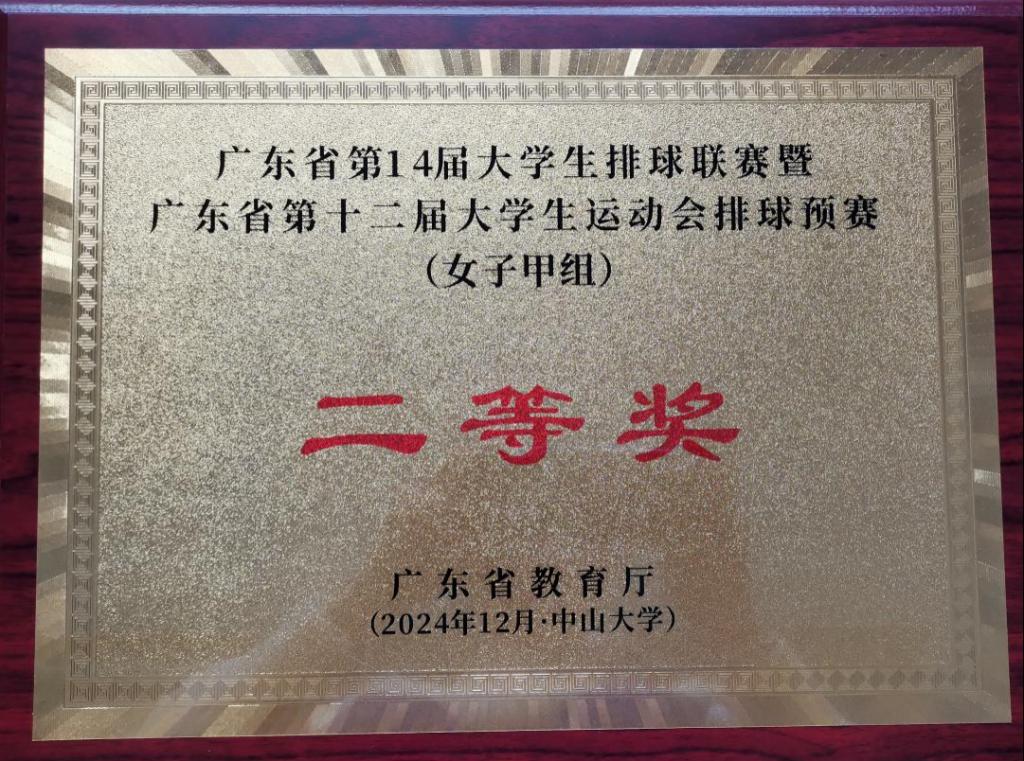 广东省第14届大学生排球联赛暨
广东省第十二届大学生运动会排球预赛
（女子甲组）
二等奖
广东省教育厅
（2024年12月·中山大学）